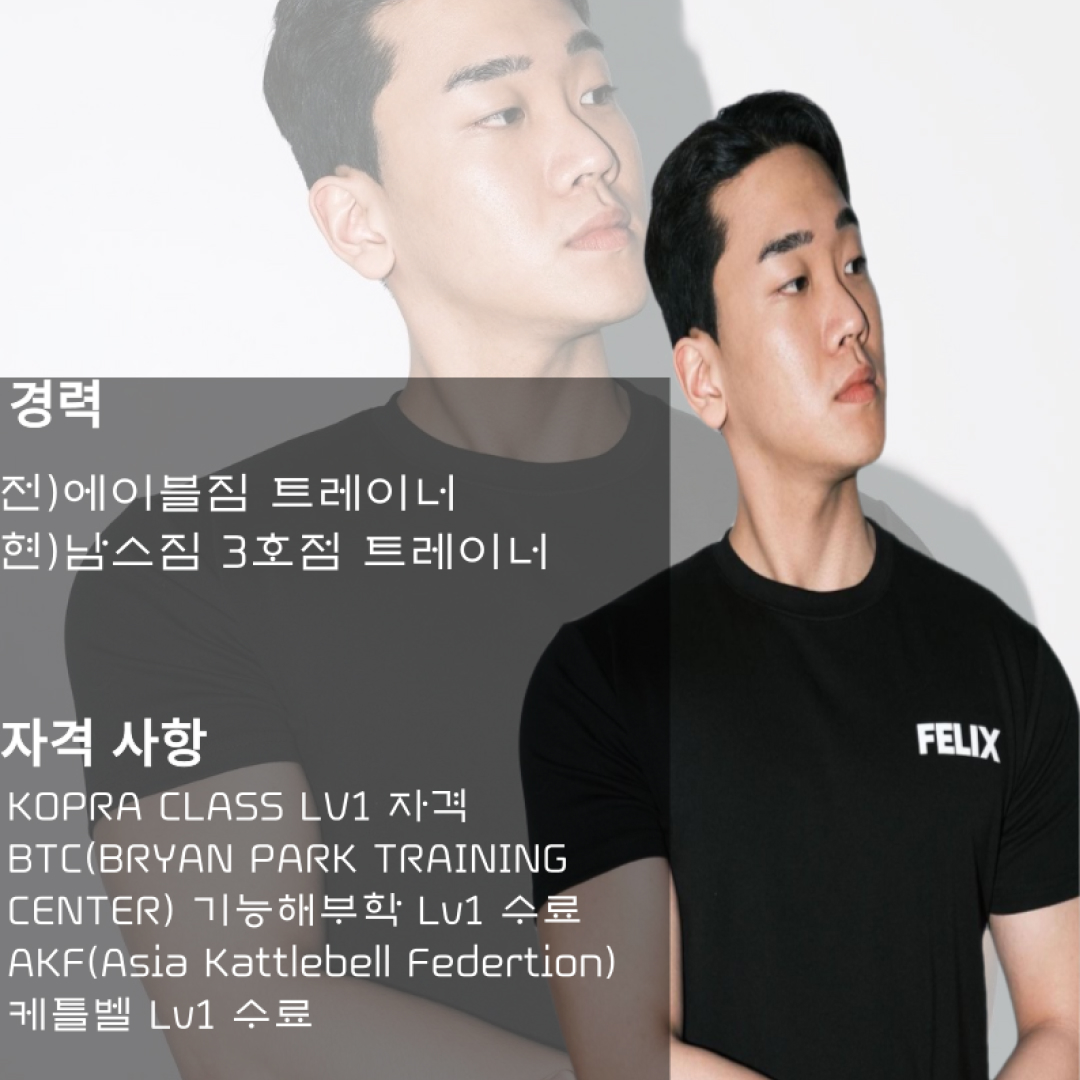 경력
전)에이블짐 트레이너
현)남스짐 3호점 트레이너
FELIX
자격 사항
KOPRA CLASS LV1 자격
BTC(BRYAN PARK TRAINING
CENTER) 기능해부학 Lv1 수료
AKF(Asia Kattlebell Federtion)
케틀벨 Lv1 수료